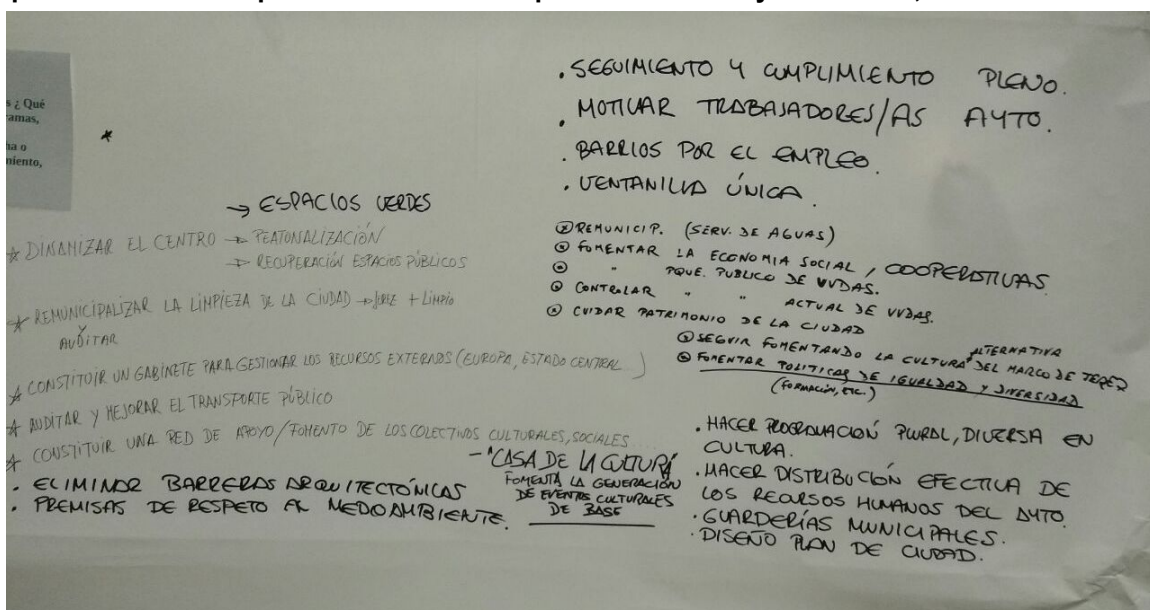 s ¿ Qué
amas,
ha o
miento,
→ ESPACIOS VERDES
☆ DINAMIZAR EL CENTRO → PEATONALIZACIÓN
→ RECUPERACIÓN ESPACIOS PÚBLICOS
☆ REMUNICIPALIZAR LA LIMPIEZA DE LA CIUDAD → JEREZ + LIMPIO
AUDITAR
☆ CONSTITUIR UN GABINETE PARA GESTIONAR LOS RECURSOS EXTERNOS (EUROPA, ESTADO CENTRAL...)
☆ AUDITAR Y MEJORAR EL TRANSPORTE PÚBLICO
☆ CONSTITUIR UNA RED DE APOYO/FOMENTO DE LOS COLECTIVOS CULTURALES, SOCIALES...
- "CASA DE LA CULTURA"
FOMENTA LA GENERACIÓN
DE EVENTOS CULTURALES
DE BASE
· ELIMINAR BARRERAS ARQUITECTÓNICAS
· PREMISAS DE RESPETO AL MEDOAMBIENTE.
· SEGUIMIENTO Y CUMPLIMIENTO PLENO.
· MOTIVAR TRABAJADORES/AS AYTO.
· BARRIOS POR EL EMPLEO.
· VENTANILLA ÚNICA.
⊙ REMUNICIP. (SERV. DE AGUAS)
⊙ FOMENTAR LA ECONOMIA SOCIAL, COOPERATIVAS
⊙ " PQUE. PUBLICO DE VVDAS.
⊙ CONTROLAR " " ACTUAL DE VVDAS.
⊙ CUIDAR PATRIMONIO DE LA CIUDAD
⊙ SEGUIR FOMENTANDO LA CULTURA ALTERNATIVA DEL MARCO DE JEREZ
⊙ FOMENTAR POLITICAS DE IGUALDAD Y DIVERSIDAD
(FORMACIÓN, ETC.)
· HACER PROGRAMACIÓN PLURAL, DIVERSA EN
CULTURA.
· HACER DISTRIBUCIÓN EFECTIVA DE
LOS RECURSOS HUMANOS DEL AYTO.
· GUARDERÍAS MUNICIPALES.
· DISEÑO PLAN DE CIUDAD.